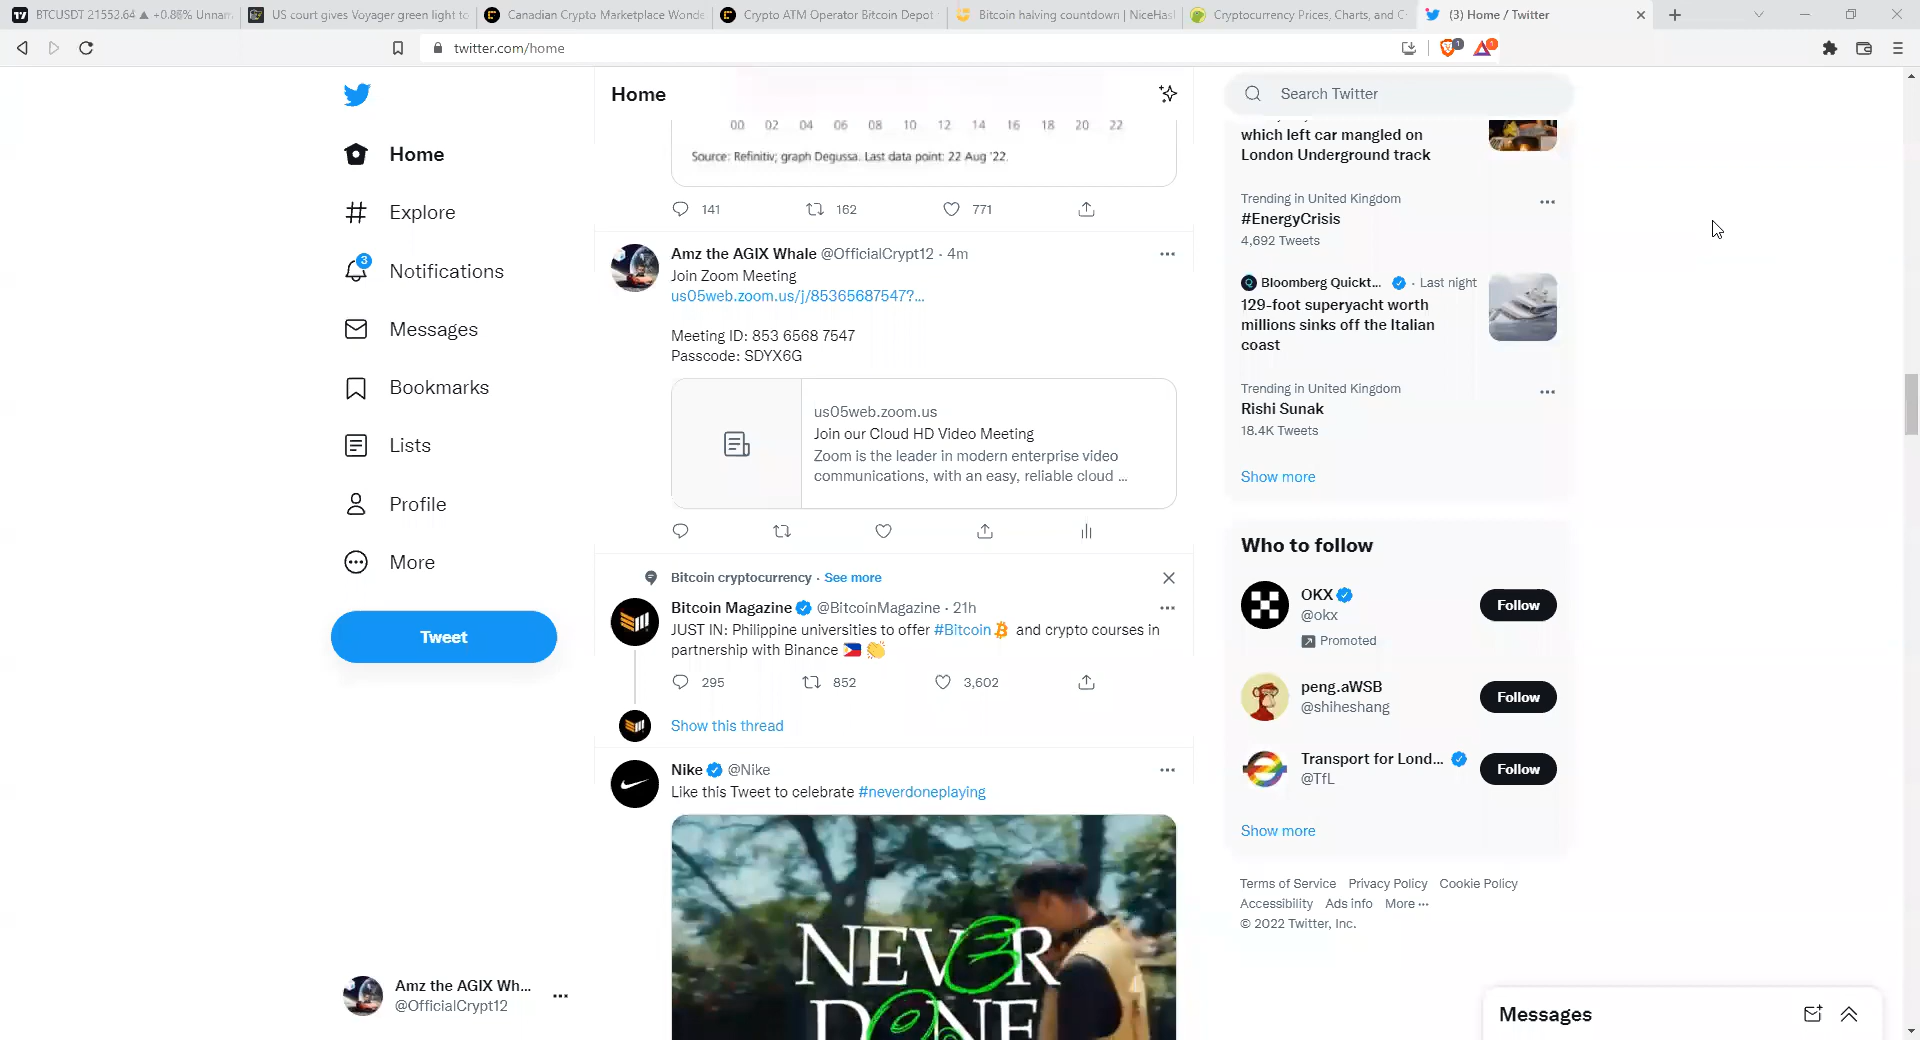 BTCUSDT 21552.64 ▲ +0.86% Unnam
US court gives Voyager green light to
Canadian Crypto Marketplace Wonde
Crypto ATM Operator Bitcoin Depot
Bitcoin halving countdown | NiceHas
Cryptocurrency Prices, Charts, and C
(3) Home / Twitter
twitter.com/home
1
1
Home
Explore
3
Notifications
Messages
Bookmarks
Lists
Profile
More
Tweet
Amz the AGIX Wh...
@OfficialCrypt12
Home
00 02 04 06 08 10 12 14 16 18 20 22
Source: Refinitiv; graph Degussa. Last data point: 22 Aug '22.
141 162 771
Amz the AGIX Whale @OfficialCrypt12 · 4m
Join Zoom Meeting
us05web.zoom.us/j/85365687547?...
Meeting ID: 853 6568 7547
Passcode: SDYX6G
us05web.zoom.us
Join our Cloud HD Video Meeting
Zoom is the leader in modern enterprise video
communications, with an easy, reliable cloud ...
Bitcoin cryptocurrency · See more
Bitcoin Magazine @BitcoinMagazine · 21h
JUST IN: Philippine universities to offer #Bitcoin and crypto courses in
partnership with Binance 🇵🇭 👏
295 852 3,602
Show this thread
Nike @Nike
Like this Tweet to celebrate #neverdoneplaying
NEVER
DONE
Search Twitter
which left car mangled on
London Underground track
Trending in United Kingdom
#EnergyCrisis
4,692 Tweets
Bloomberg Quickt... · Last night
129-foot superyacht worth
millions sinks off the Italian
coast
Trending in United Kingdom
Rishi Sunak
18.4K Tweets
Show more
Who to follow
OKX
@okx
Promoted
Follow
peng.aWSB
@shiheshang
Follow
Transport for Lond...
@TfL
Follow
Show more
Terms of Service Privacy Policy Cookie Policy
Accessibility Ads info More ···
© 2022 Twitter, Inc.
Messages